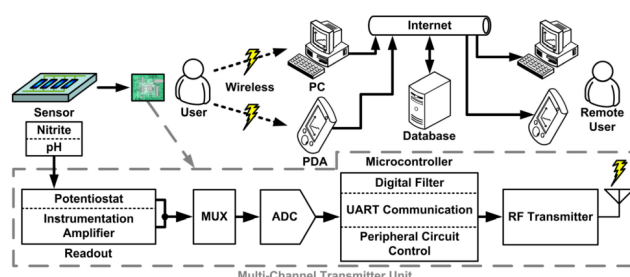 Internet
Wireless
PC
Sensor
User
Database
Remote
User
Nitrite
pH
PDA
Microcontroller
Potentiostat
Instrumentation
Amplifier
Readout
MUX
ADC
Digital Filter
UART Communication
Peripheral Circuit
Control
RF Transmitter
Multi-Channel Transmitter Unit